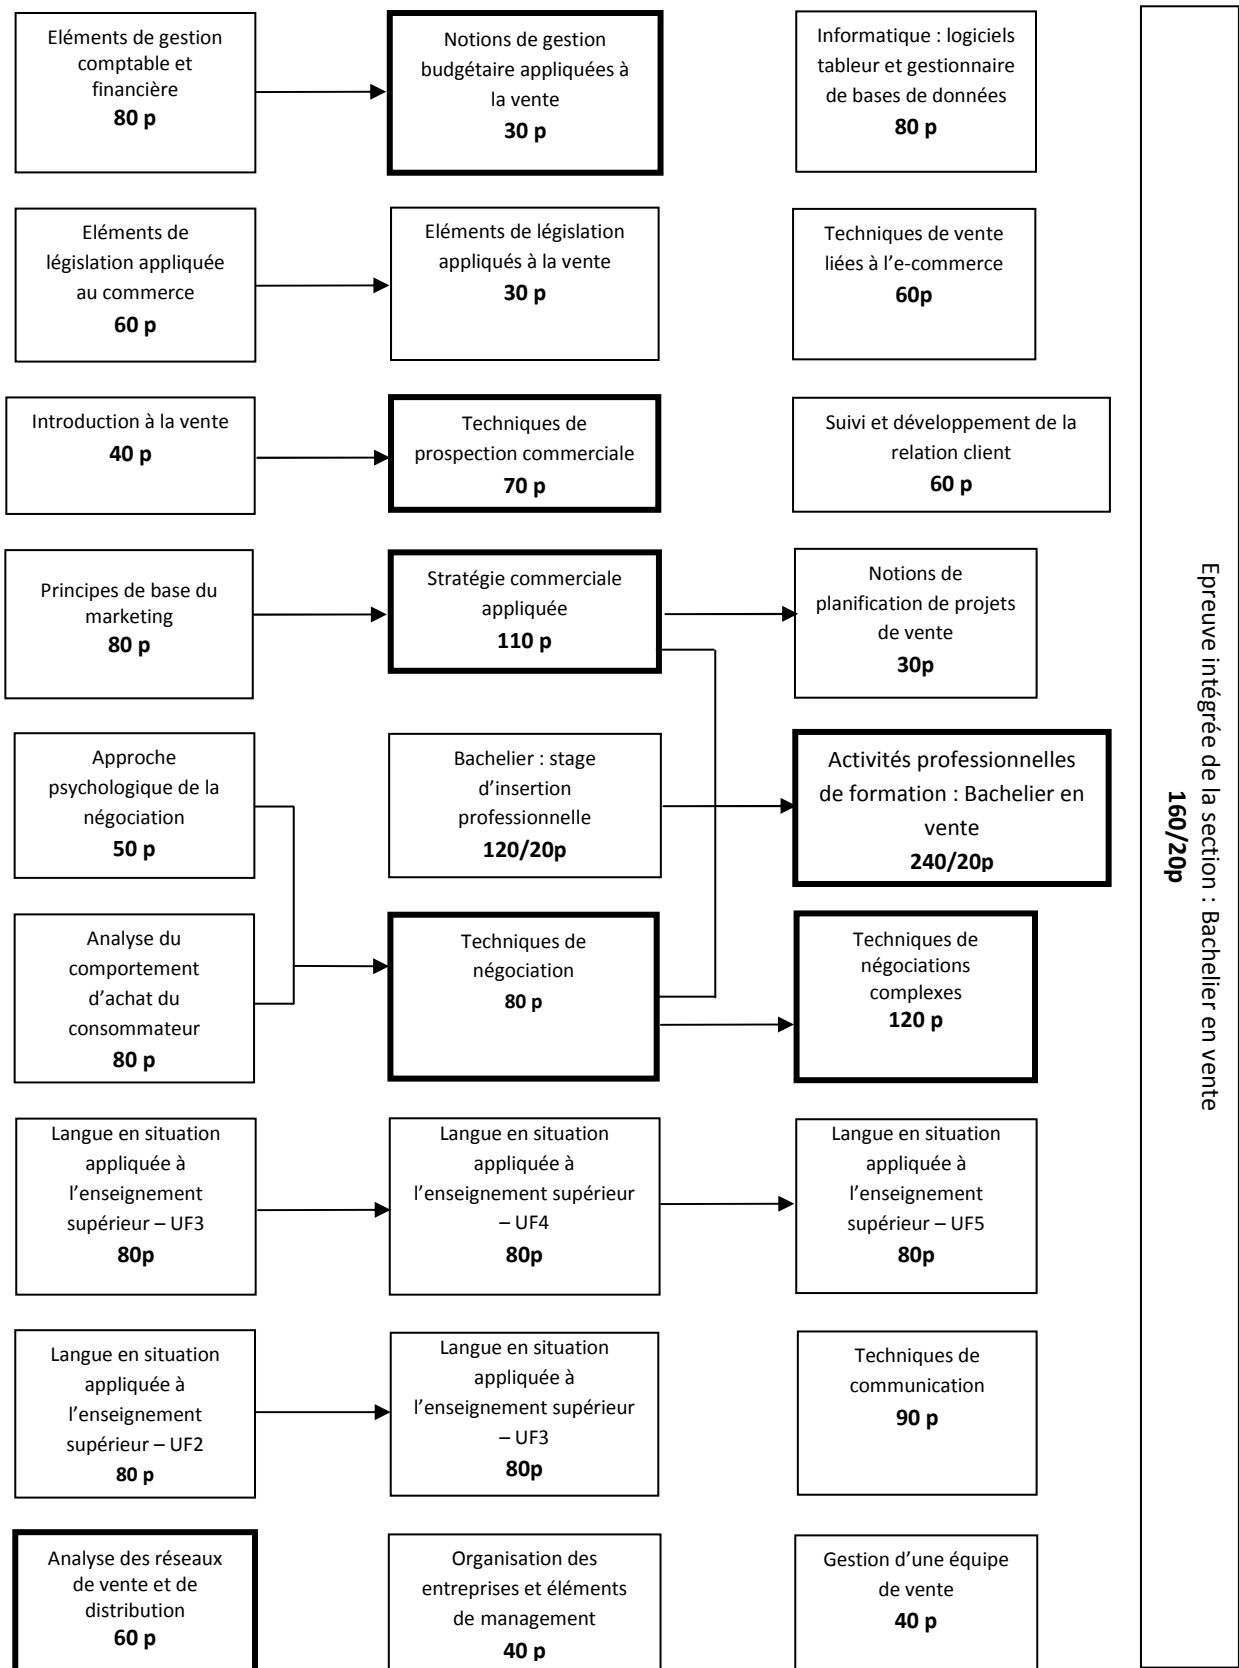 Eléments de gestion
comptable et
financière
80 p
Notions de gestion
budgétaire appliquées à
la vente
30 p
Informatique : logiciels
tableur et gestionnaire
de bases de données
80 p
Eléments de
législation appliquée
au commerce
60 p
Eléments de législation
appliqués à la vente
30 p
Techniques de vente
liées à l’e-commerce
60p
Introduction à la vente
40 p
Techniques de
prospection commerciale
70 p
Suivi et développement de la
relation client
60 p
Principes de base du
marketing
80 p
Stratégie commerciale
appliquée
110 p
Notions de
planification de projets
de vente
30p
Approche
psychologique de la
négociation
50 p
Bachelier : stage
d’insertion
professionnelle
120/20p
Activités professionnelles
de formation : Bachelier en
vente
240/20p
Analyse du
comportement
d’achat du
consommateur
80 p
Techniques de
négociation
80 p
Techniques de
négociations
complexes
120 p
Langue en situation
appliquée à
l’enseignement
supérieur – UF3
80p
Langue en situation
appliquée à
l’enseignement supérieur
– UF4
80p
Langue en situation
appliquée à
l’enseignement
supérieur – UF5
80p
Langue en situation
appliquée à
l’enseignement
supérieur – UF2
80 p
Langue en situation
appliquée à
l’enseignement supérieur
– UF3
80p
Techniques de
communication
90 p
Analyse des réseaux
de vente et de
distribution
60 p
Organisation des
entreprises et éléments
de management
40 p
Gestion d’une équipe
de vente
40 p
Epreuve intégrée de la section : Bachelier en vente
160/20p